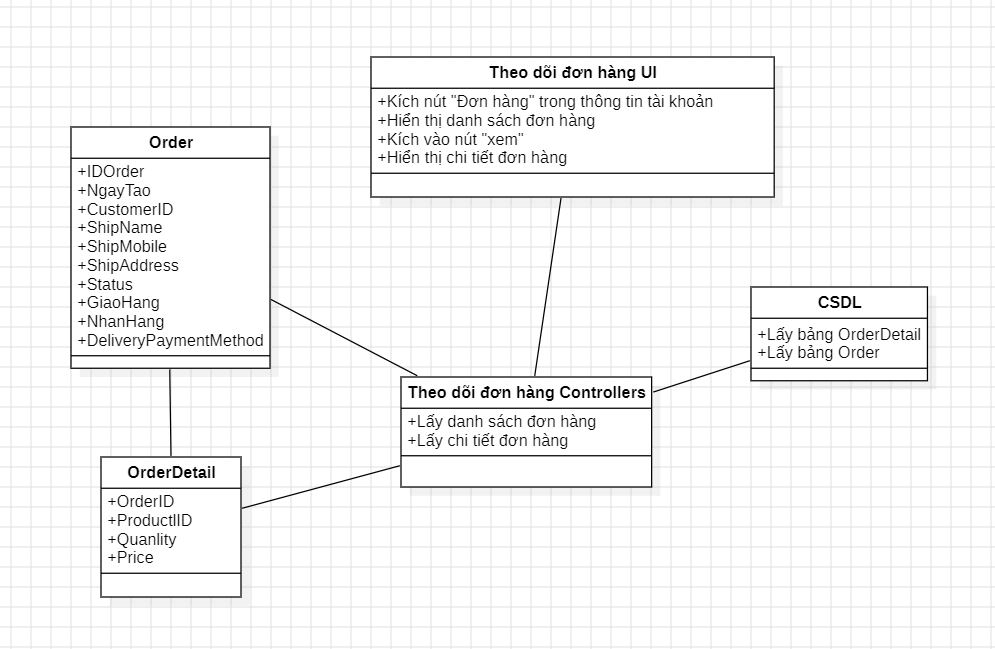 Theo dõi đơn hàng UI
+Kích nút "Đơn hàng" trong thông tin tài khoản
+Hiển thị danh sách đơn hàng
+Kích vào nút "xem"
+Hiển thị chi tiết đơn hàng
Order
+IDOrder
+NgayTao
+CustomerID
+ShipName
+ShipMobile
+ShipAddress
+Status
+GiaoHang
+NhanHang
+DeliveryPaymentMethod
CSDL
+Lấy bảng OrderDetail
+Lấy bảng Order
Theo dõi đơn hàng Controllers
+Lấy danh sách đơn hàng
+Lấy chi tiết đơn hàng
OrderDetail
+OrderID
+ProductIID
+Quanlity
+Price